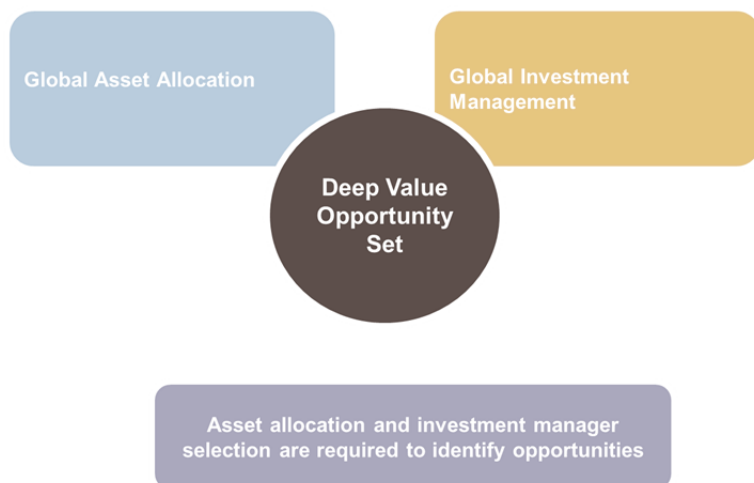 Global Asset Allocation
Global Investment
Management
Deep Value
Opportunity
Set
Asset allocation and investment manager
selection are required to identify opportunities